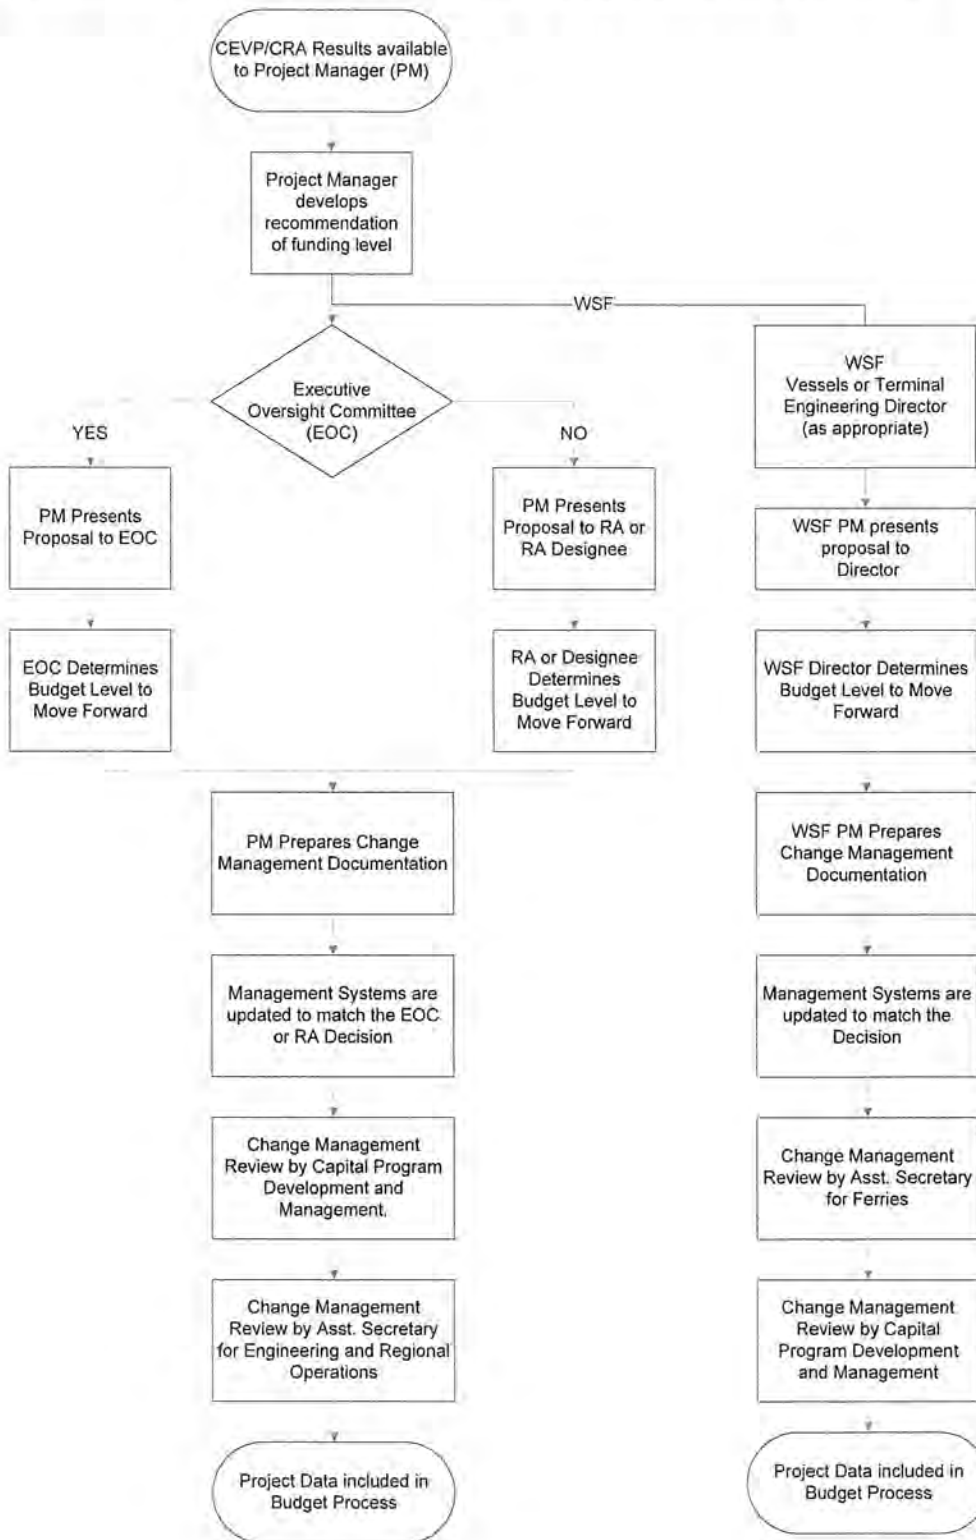 CEVP/CRA Results available
to Project Manager (PM)
Project Manager
develops
recommendation
of funding level
WSF
Executive
Oversight Committee
(EOC)
YES
NO
WSF
Vessels or Terminal
Engineering Director
(as appropriate)
PM Presents
Proposal to EOC
PM Presents
Proposal to RA or
RA Designee
WSF PM presents
proposal to
Director
EOC Determines
Budget Level to
Move Forward
RA or Designee
Determines
Budget Level to
Move Forward
WSF Director Determines
Budget Level to Move
Forward
PM Prepares Change
Management Documentation
WSF PM Prepares
Change Management
Documentation
Management Systems are
updated to match the EOC
or RA Decision
Management Systems are
updated to match the
Decision
Change Management
Review by Capital Program
Development and
Management.
Change Management
Review by Asst. Secretary
for Ferries
Change Management
Review by Asst. Secretary
for Engineering and Regional
Operations
Change Management
Review by Capital
Program Development
and Management
Project Data included in
Budget Process
Project Data included in
Budget Process